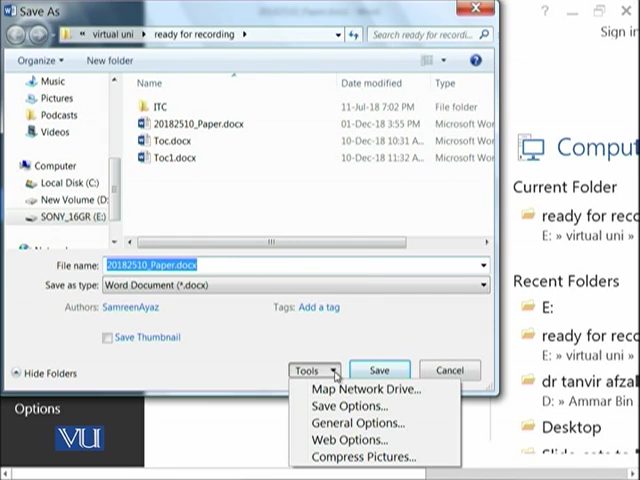 Save As
Sign in
« virtual uni
ready for recording
Search ready for recordi...
Organize
New folder
Music
Pictures
Podcasts
Videos
Computer
Local Disk (C:)
New Volume (D:
SONY_16GR (E:)
Name
Date modified
Type
ITC
11-Jul-18 7:02 PM
File folder
20182510_Paper.docx
01-Dec-18 3:55 PM
Microsoft Wor
Toc.docx
10-Dec-18 10:31 A...
Microsoft Wor
Toc1.docx
10-Dec-18 11:32 A...
Microsoft Wor
File name:
20182510_Paper.docx
Save as type:
Word Document (*.docx)
Authors:
SamreenAyaz
Tags:
Add a tag
Save Thumbnail
Hide Folders
Tools
Save
Cancel
Map Network Drive...
Save Options...
General Options...
Web Options...
Compress Pictures...
Options
VU
Comput
Current Folder
ready for recor
E: » virtual uni »
Recent Folders
E:
ready for recor
E: » virtual uni »
dr tanvir afzal
D: » Ammar Bin
Desktop